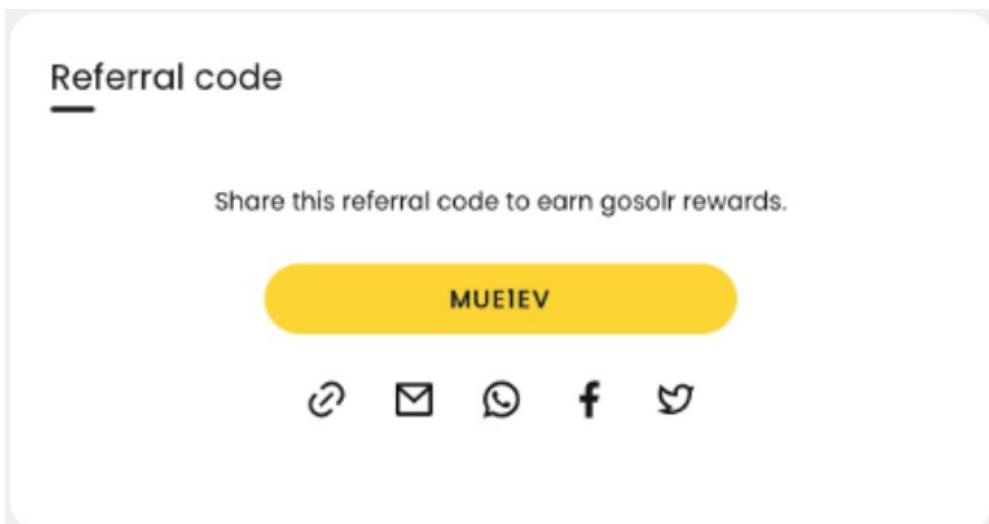 Referral code
Share this referral code to earn gosolr rewards.
MUE1EV